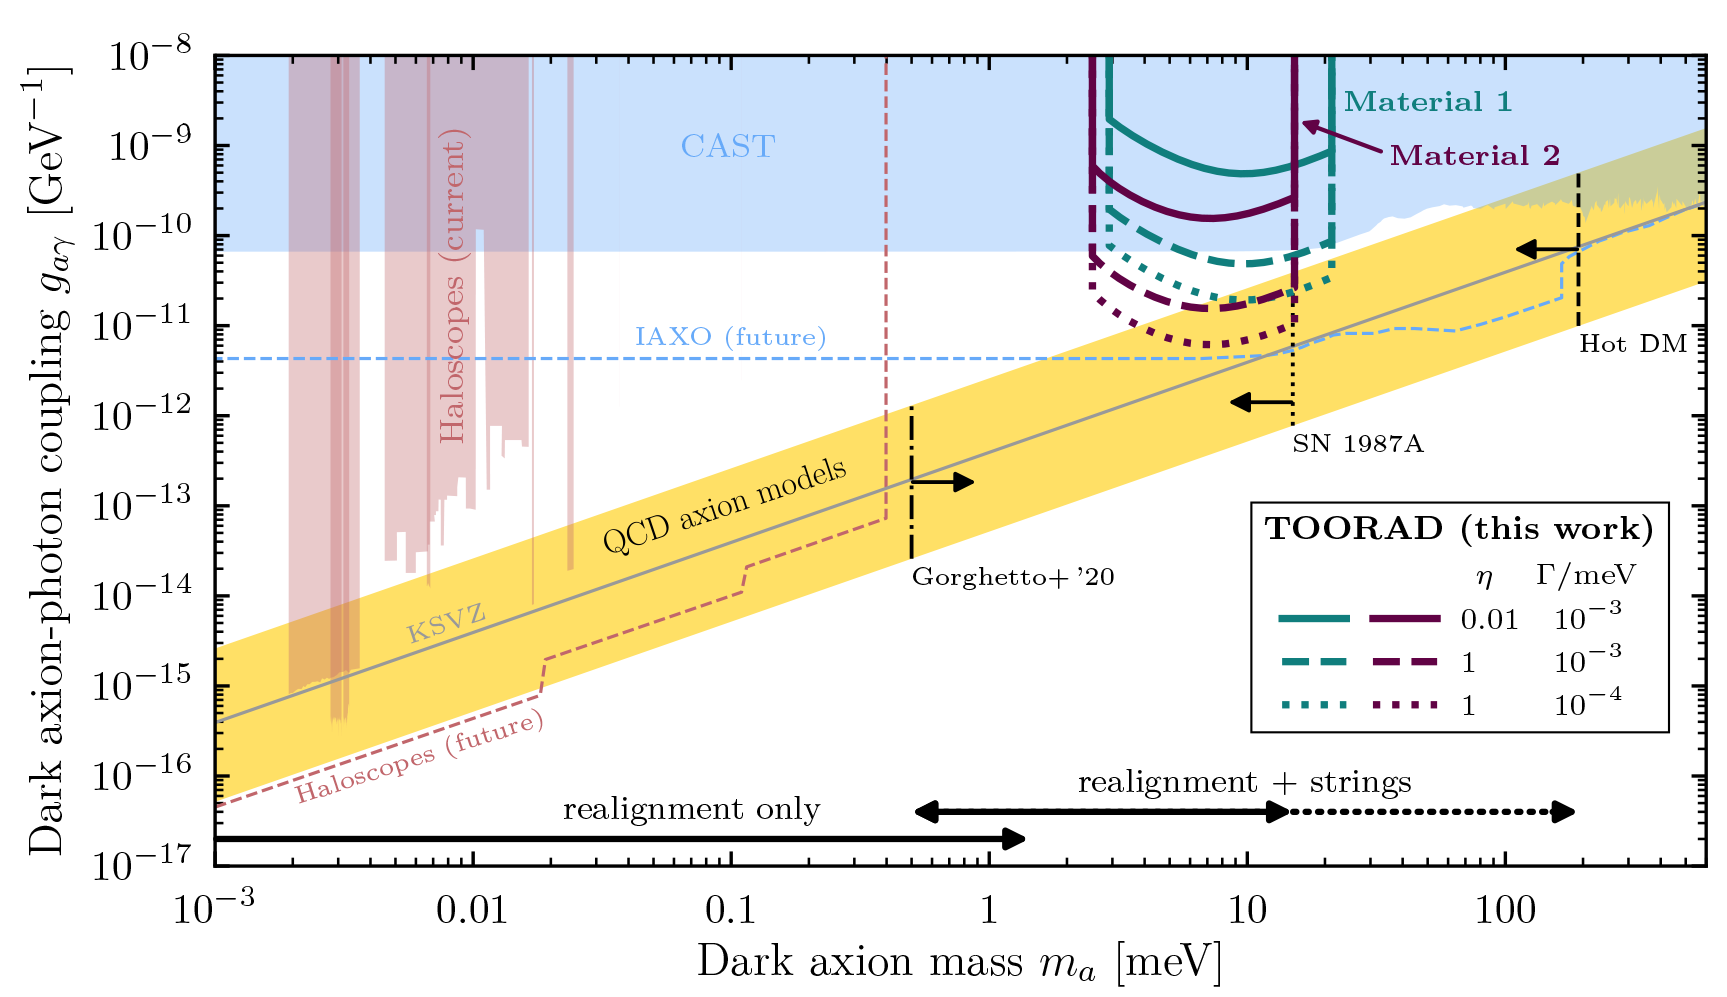 Dark axion-photon coupling g_{aγ} [GeV^{−1}]
10^{−8}
10^{−9}
10^{−10}
10^{−11}
10^{−12}
10^{−13}
10^{−14}
10^{−15}
10^{−16}
10^{−17}
Haloscopes (current)
CAST
Material 1
Material 2
IAXO (future)
Hot DM
SN 1987A
QCD axion models
Gorghetto+ '20
KSVZ
Haloscopes (future)
TOORAD (this work)
η Γ/meV
0.01 10^{−3}
1 10^{−3}
1 10^{−4}
realignment + strings
realignment only
10^{−3} 0.01 0.1 1 10 100
Dark axion mass m_a [meV]